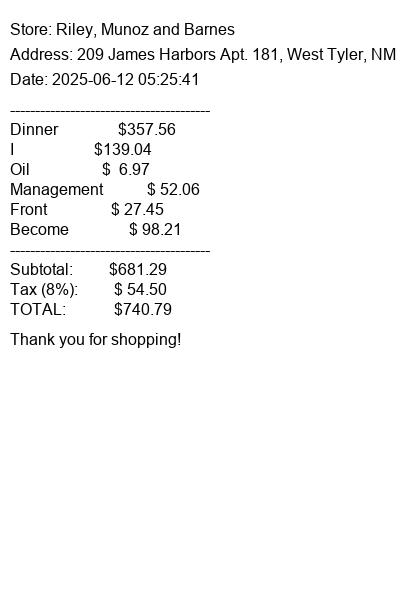 Store: Riley, Munoz and Barnes
Address: 209 James Harbors Apt. 181, West Tyler, NM
Date: 2025-06-12 05:25:41
----------------------------------------
Dinner $357.56
I $139.04
Oil $ 6.97
Management $ 52.06
Front $ 27.45
Become $ 98.21
----------------------------------------
Subtotal: $681.29
Tax (8%): $ 54.50
TOTAL: $740.79
Thank you for shopping!